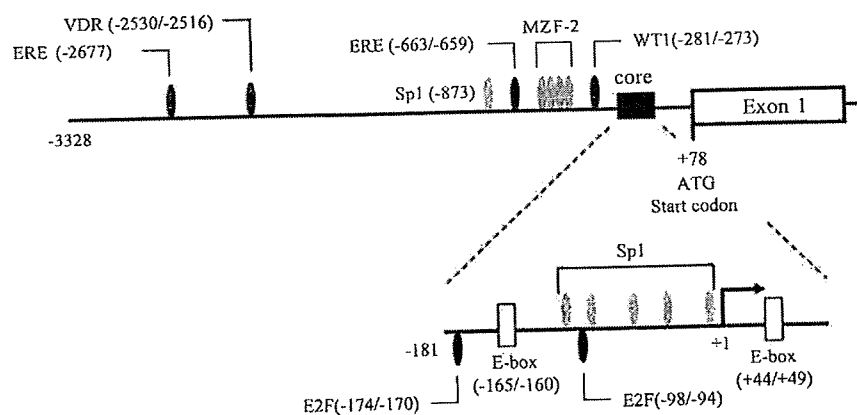 VDR (-2530/-2516)
ERE (-2677)
ERE (-663/-659)
MZF-2
WT1(-281/-273)
Sp1 (-873)
core
Exon 1
-3328
+78
ATG
Start codon
Sp1
-181
+1
E-box
(-165/-160)
E-box
(+44/+49)
E2F(-174/-170)
E2F(-98/-94)